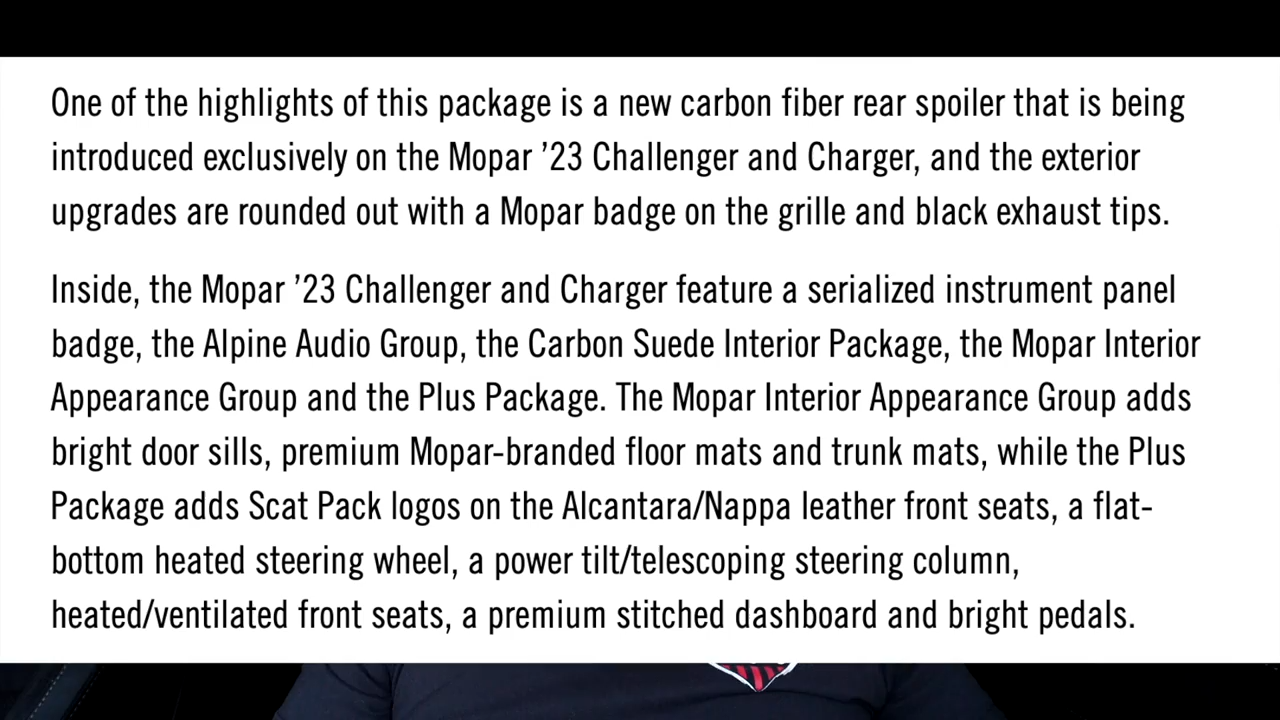 One of the highlights of this package is a new carbon fiber rear spoiler that is being
introduced exclusively on the Mopar ’23 Challenger and Charger, and the exterior
upgrades are rounded out with a Mopar badge on the grille and black exhaust tips.
Inside, the Mopar ’23 Challenger and Charger feature a serialized instrument panel
badge, the Alpine Audio Group, the Carbon Suede Interior Package, the Mopar Interior
Appearance Group and the Plus Package. The Mopar Interior Appearance Group adds
bright door sills, premium Mopar-branded floor mats and trunk mats, while the Plus
Package adds Scat Pack logos on the Alcantara/Nappa leather front seats, a flat-
bottom heated steering wheel, a power tilt/telescoping steering column,
heated/ventilated front seats, a premium stitched dashboard and bright pedals.